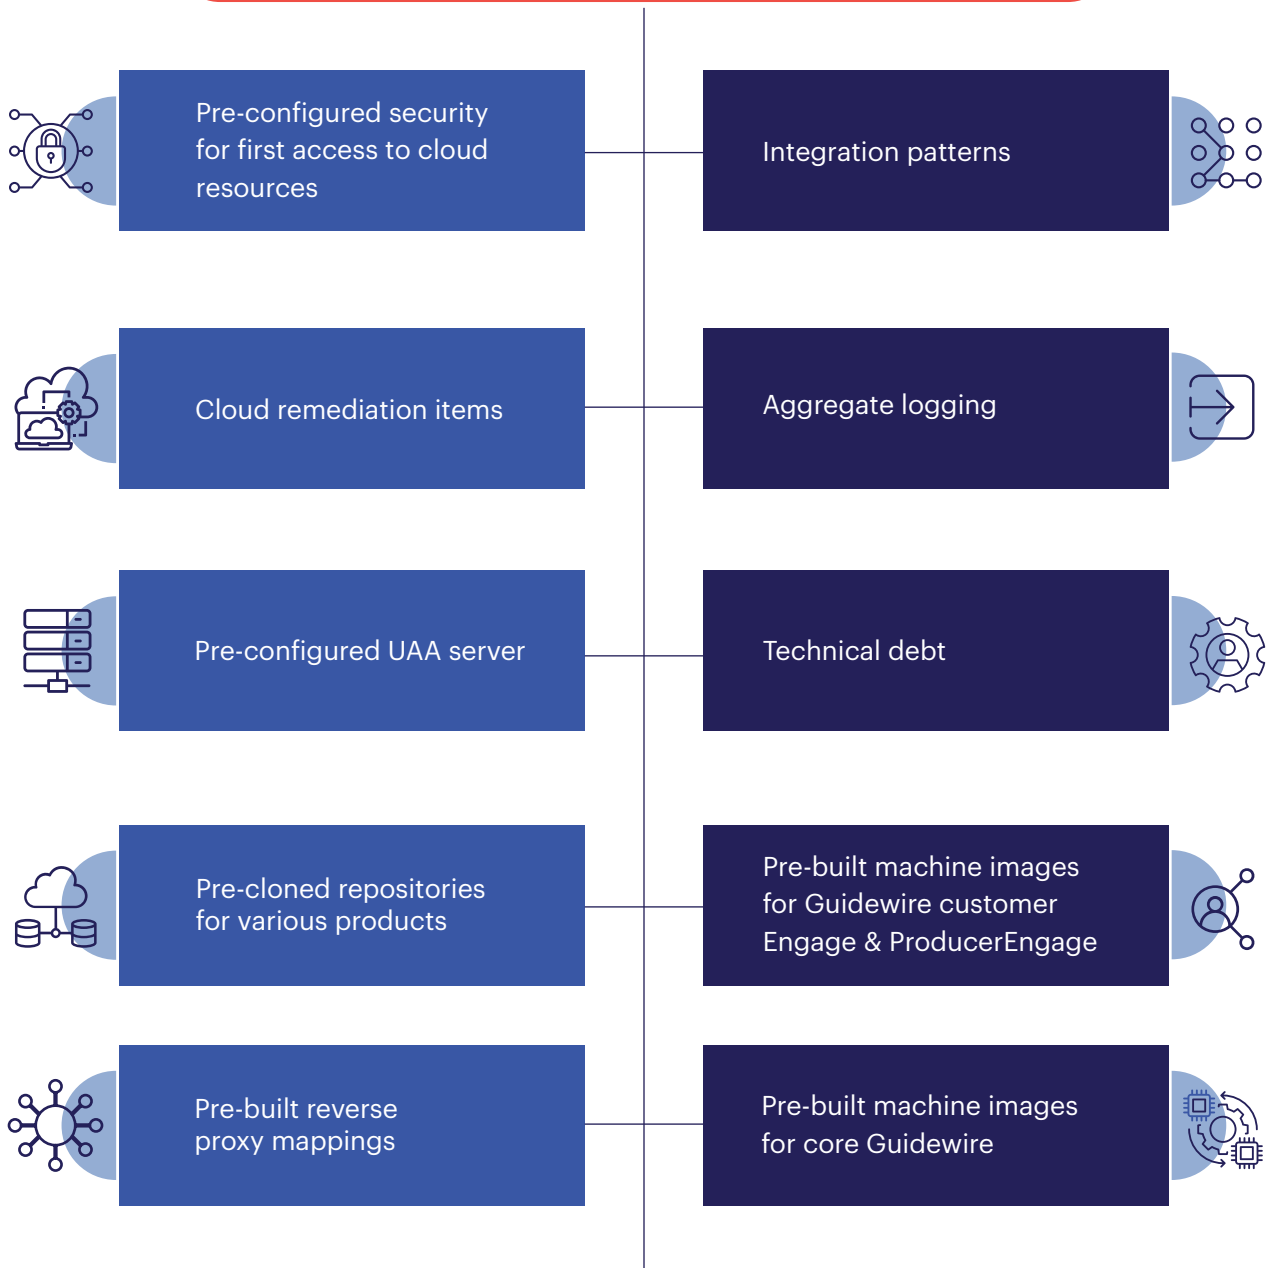 Pre-configured security
for first access to cloud
resources
Integration patterns
Cloud remediation items
Aggregate logging
Pre-configured UAA server
Technical debt
Pre-cloned repositories
for various products
Pre-built machine images
for Guidewire customer
Engage & ProducerEngage
Pre-built reverse
proxy mappings
Pre-built machine images
for core Guidewire